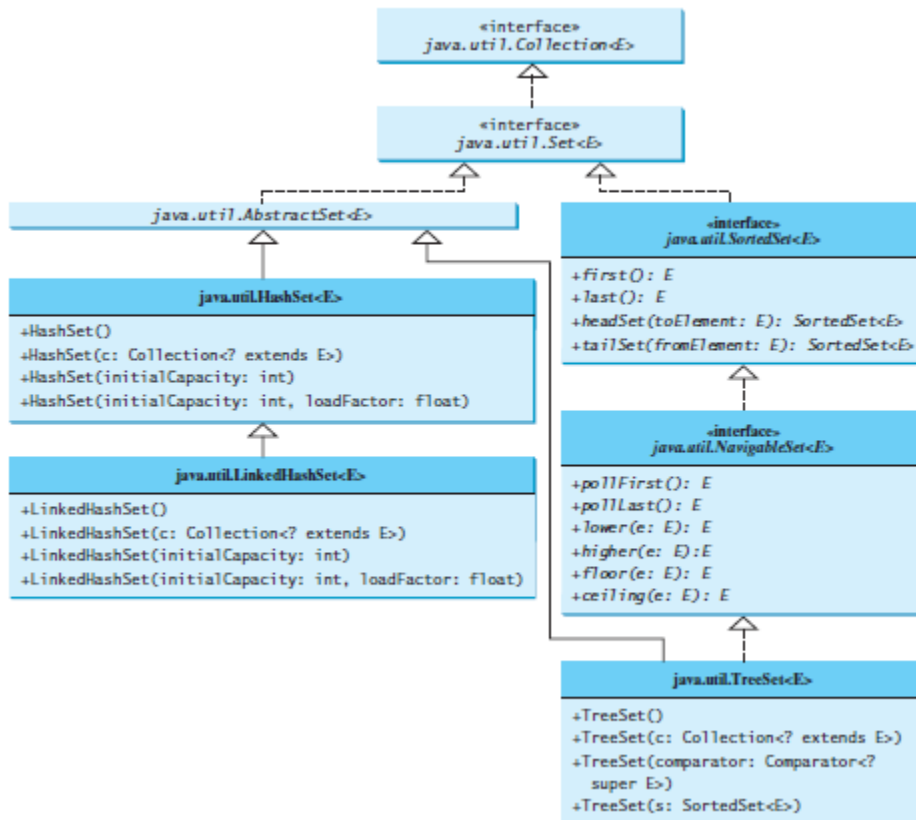 «interface»
java.util.Collection<E>
«interface»
java.util.Set<E>
java.util.AbstractSet<E>
java.util.HashSet<E>
+HashSet()
+HashSet(c: Collection<? extends E>)
+HashSet(initialCapacity: int)
+HashSet(initialCapacity: int, loadFactor: float)
java.util.LinkedHashSet<E>
+LinkedHashSet()
+LinkedHashSet(c: Collection<? extends E>)
+LinkedHashSet(initialCapacity: int)
+LinkedHashSet(initialCapacity: int, loadFactor: float)
«interface»
java.util.SortedSet<E>
+first(): E
+last(): E
+headSet(toElement: E): SortedSet<E>
+tailSet(fromElement: E): SortedSet<E>
«interface»
java.util.NavigableSet<E>
+pollFirst(): E
+pollLast(): E
+lower(e: E): E
+higher(e: E):E
+floor(e: E): E
+ceiling(e: E): E
java.util.TreeSet<E>
+TreeSet()
+TreeSet(c: Collection<? extends E>)
+TreeSet(comparator: Comparator<?
super E>)
+TreeSet(s: SortedSet<E>)